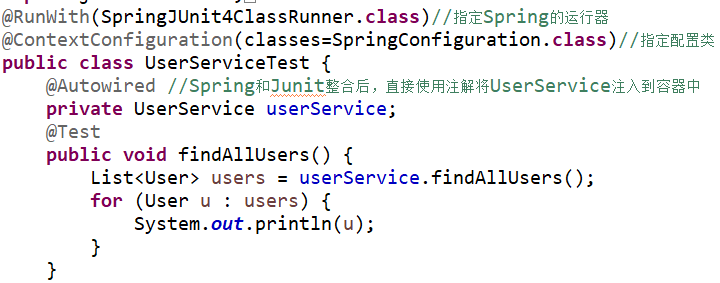 @RunWith(SpringJUnit4ClassRunner.class)//指定Spring的运行器
@ContextConfiguration(classes=SpringConfiguration.class)//指定配置类
public class UserServiceTest {
    @Autowired //Spring和Junit整合后，直接使用注解将UserService注入到容器中
    private UserService userService;
    @Test
    public void findAllUsers() {
        List<User> users = userService.findAllUsers();
        for (User u : users) {
            System.out.println(u);
        }
    }